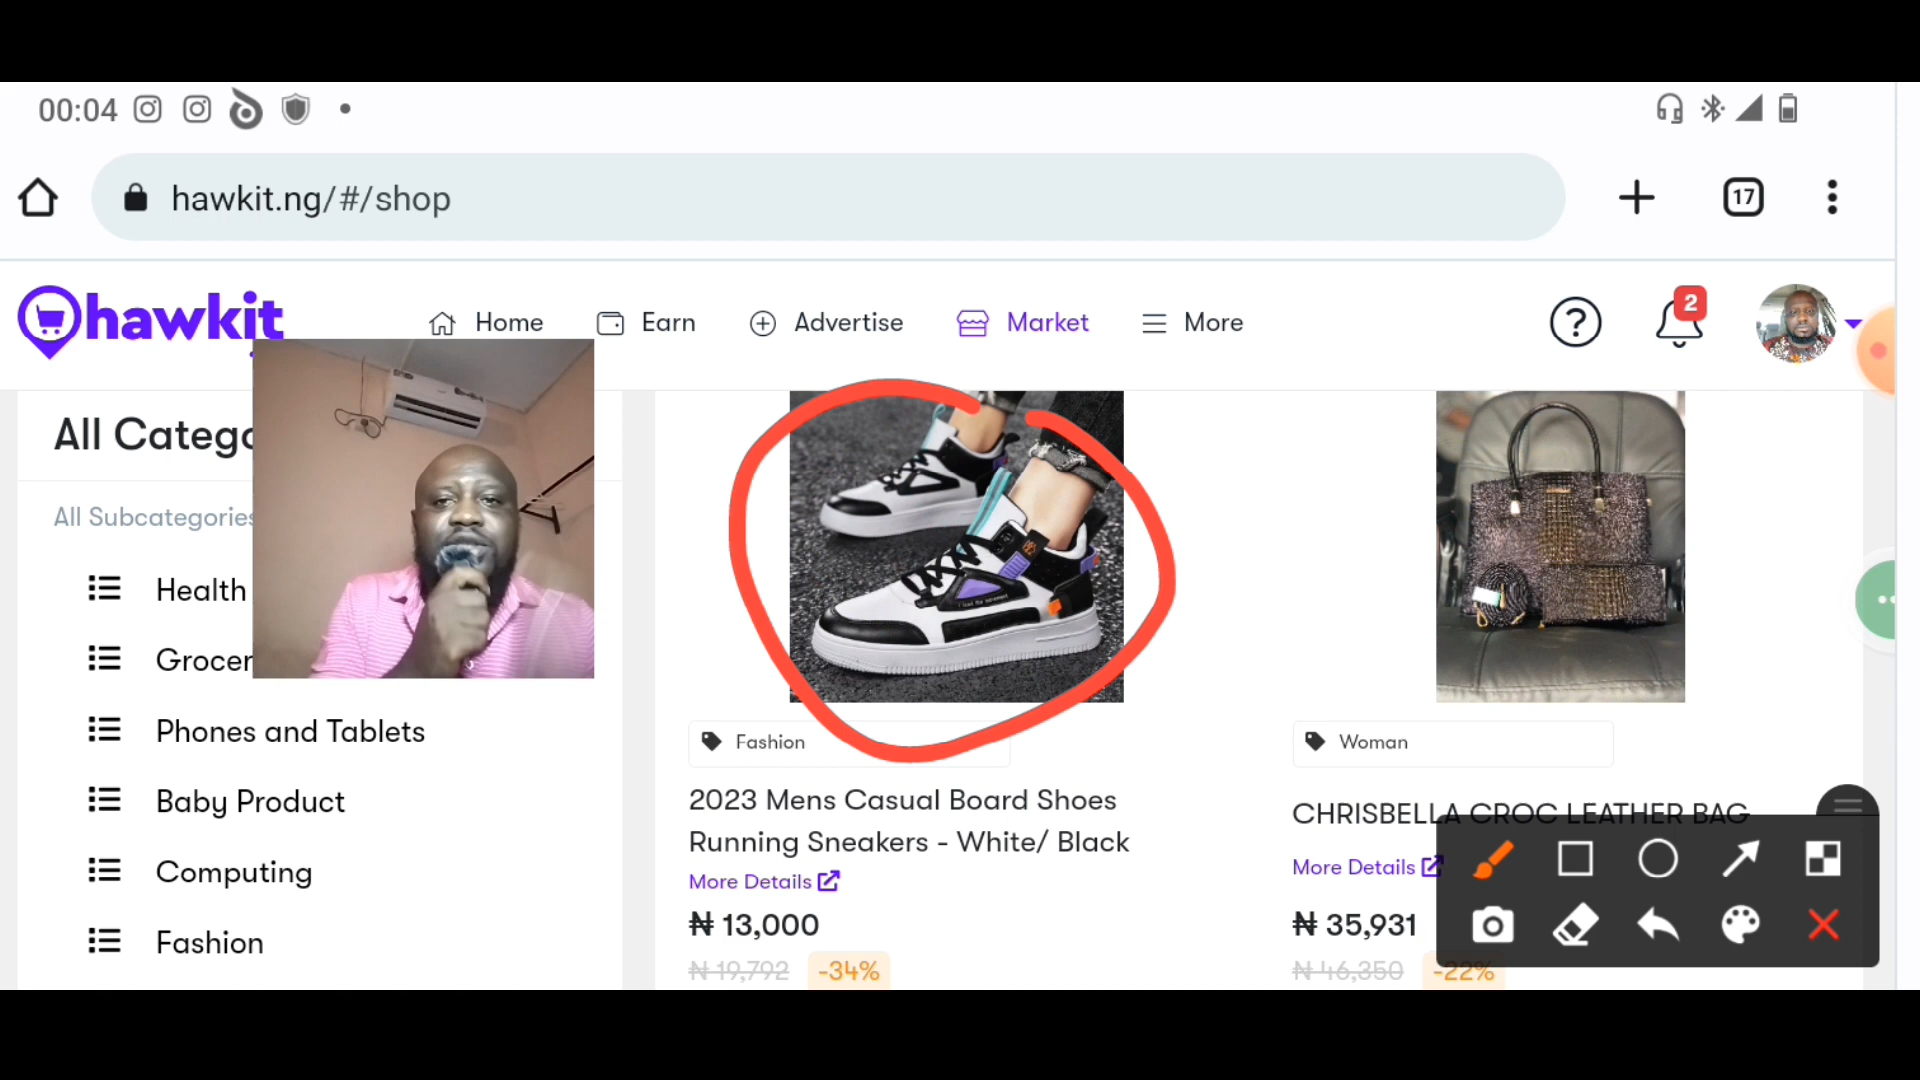 00:04
hawkit.ng/#/shop
17
hawkit
Home
Earn
Advertise
Market
More
?
2
All Catego
All Subcategories
Health
Grocer
Phones and Tablets
Baby Product
Computing
Fashion
Fashion
2023 Mens Casual Board Shoes
Running Sneakers - White/ Black
More Details
₦ 13,000
₦ 19,792
-34%
Woman
CHRISBELLA CROC LEATHER BAG
More Details
₦ 35,931
₦ 46,350
-22%